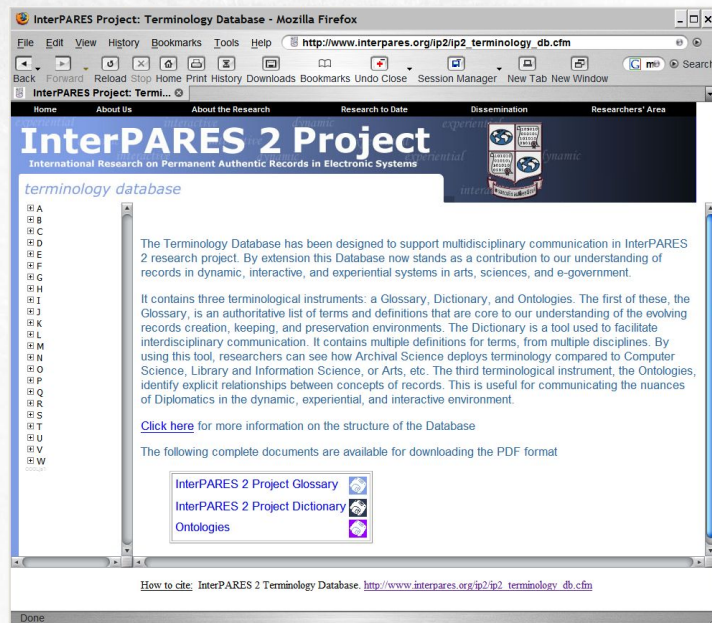 InterPARES Project: Terminology Database - Mozilla Firefox
File Edit View History Bookmarks Tools Help http://www.interpares.org/ip2/ip2_terminology_db.cfm
Back Forward Reload Stop Home Print History Downloads Bookmarks Undo Close Session Manager New Tab New Window Search
InterPARES Project: Termi...
Home About Us About the Research Research to Date Dissemination Researchers' Area
InterPARES 2 Project
International Research on Permanent Authentic Records in Electronic Systems
terminology database
A
B
C
D
E
F
G
H
I
J
K
L
M
N
O
P
Q
R
S
T
U
V
W
The Terminology Database has been designed to support multidisciplinary communication in InterPARES
2 research project. By extension this Database now stands as a contribution to our understanding of
records in dynamic, interactive, and experiential systems in arts, sciences, and e-government.
It contains three terminological instruments: a Glossary, Dictionary, and Ontologies. The first of these, the
Glossary, is an authoritative list of terms and definitions that are core to our understanding of the evolving
records creation, keeping, and preservation environments. The Dictionary is a tool used to facilitate
interdisciplinary communication. It contains multiple definitions for terms, from multiple disciplines. By
using this tool, researchers can see how Archival Science deploys terminology compared to Computer
Science, Library and Information Science, or Arts, etc. The third terminological instrument, the Ontologies,
identify explicit relationships between concepts of records. This is useful for communicating the nuances
of Diplomatics in the dynamic, experiential, and interactive environment.
Click here for more information on the structure of the Database
The following complete documents are available for downloading the PDF format
InterPARES 2 Project Glossary
InterPARES 2 Project Dictionary
Ontologies
How to cite: InterPARES 2 Terminology Database. http://www.interpares.org/ip2/ip2_terminology_db.cfm
Done